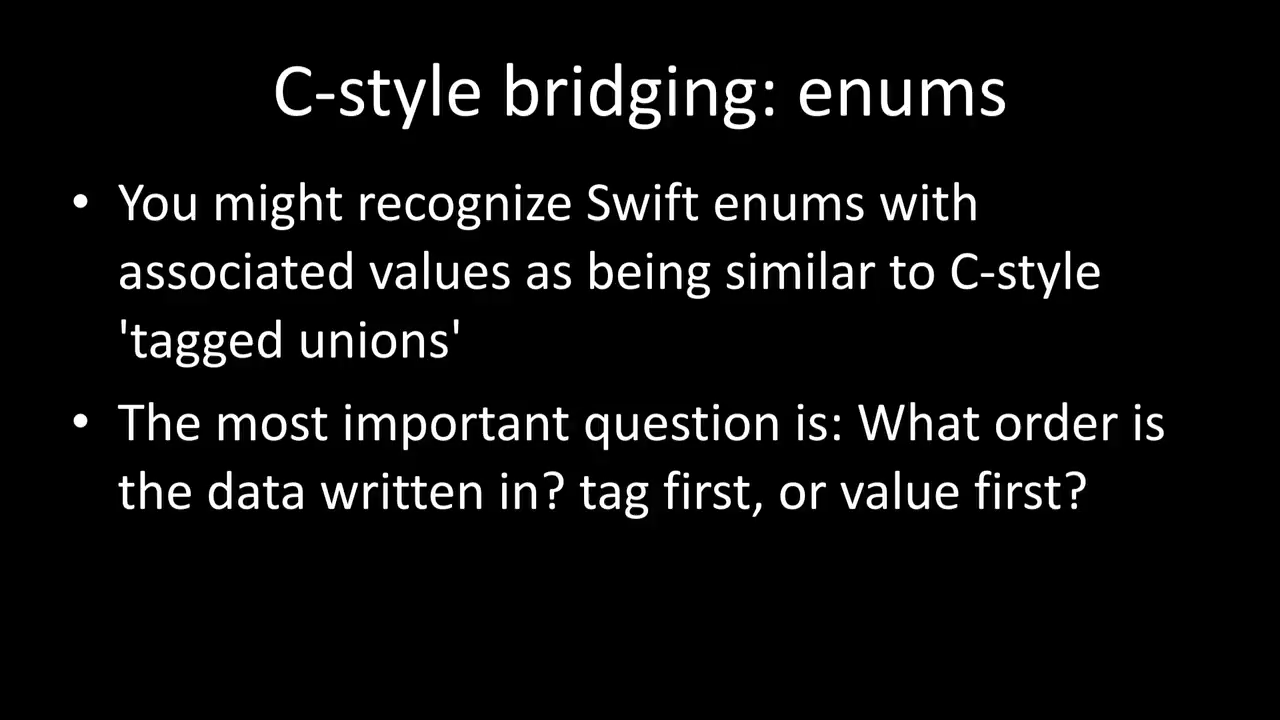 C-style bridging: enums
• You might recognize Swift enums with
associated values as being similar to C-style
'tagged unions'
• The most important question is: What order is
the data written in? tag first, or value first?